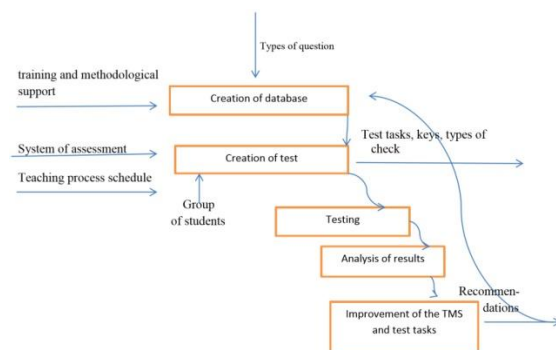 Types of question
training and methodological
support
Creation of database
Test tasks, keys, types of
check
System of assessment
Creation of test
Teaching process schedule
Group
of students
Testing
Analysis of results
Recommen-
dations
Improvement of the TMS
and test tasks